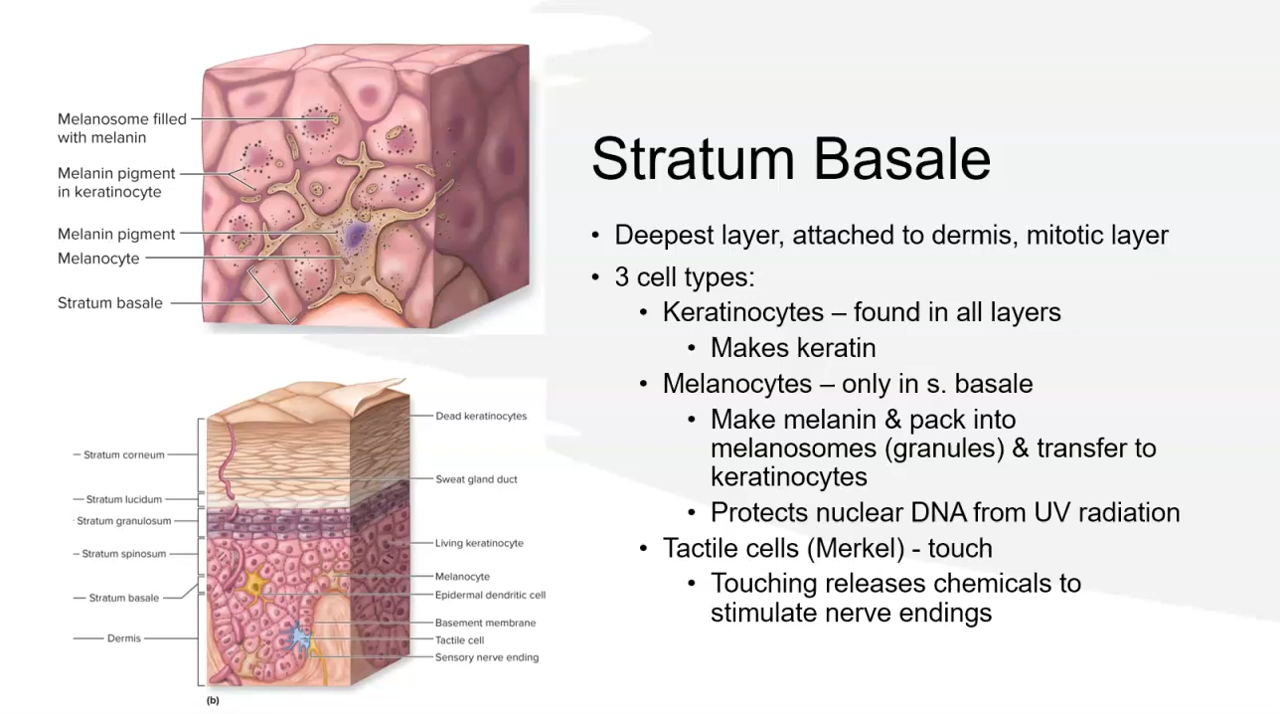 Melanosome filled
with melanin
Melanin pigment
in keratinocyte
Melanin pigment
Melanocyte
Stratum basale
Stratum Basale
• Deepest layer, attached to dermis, mitotic layer
• 3 cell types:
• Keratinocytes – found in all layers
• Makes keratin
• Melanocytes – only in s. basale
• Make melanin & pack into
melanosomes (granules) & transfer to
keratinocytes
• Protects nuclear DNA from UV radiation
• Tactile cells (Merkel) - touch
• Touching releases chemicals to
stimulate nerve endings
Stratum corneum
Stratum lucidum
Stratum granulosum
Stratum spinosum
Stratum basale
Dermis
Dead keratinocytes
Sweat gland duct
Living keratinocyte
Melanocyte
Epidermal dendritic cell
Basement membrane
Tactile cell
Sensory nerve ending
(b)